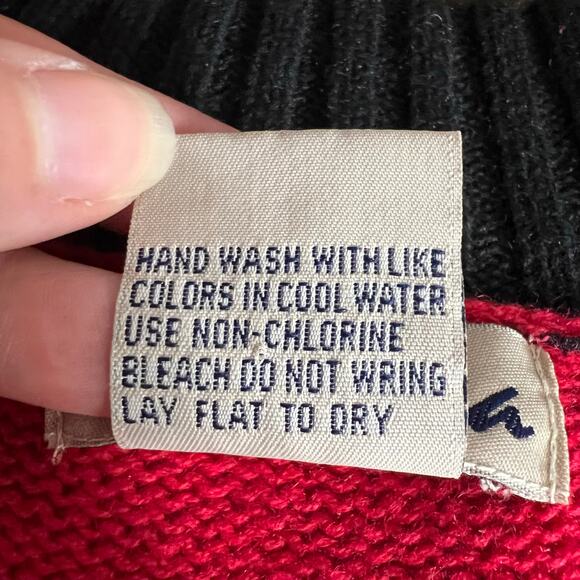 HAND WASH WITH LIKE
COLORS IN COOL WATER
USE NON-CHLORINE
BLEACH DO NOT WRING
LAY FLAT TO DRY